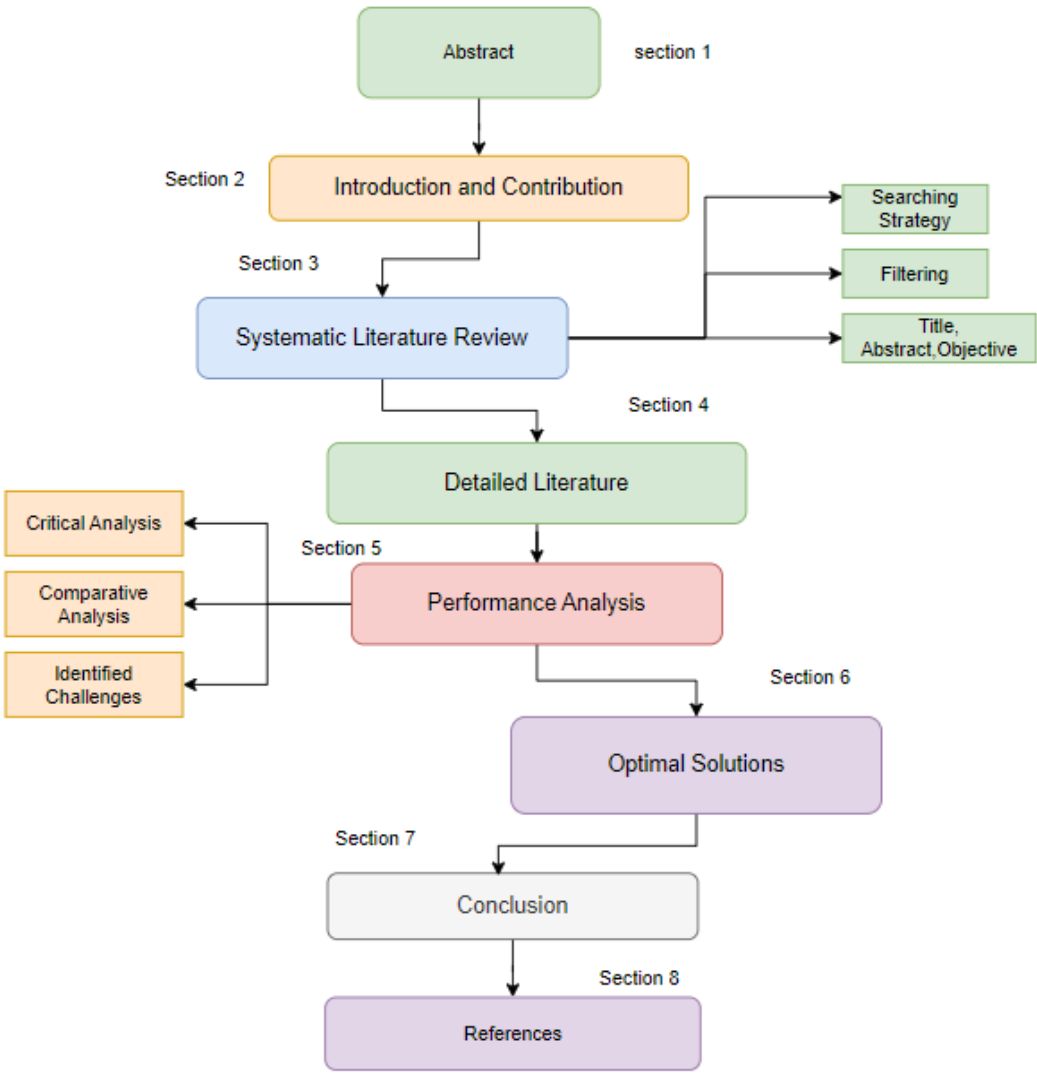 Abstract
section 1
Section 2
Introduction and Contribution
Searching
Strategy
Section 3
Filtering
Systematic Literature Review
Title,
Abstract,Objective
Section 4
Detailed Literature
Critical Analysis
Section 5
Comparative
Analysis
Performance Analysis
Identified
Challenges
Section 6
Optimal Solutions
Section 7
Conclusion
Section 8
References